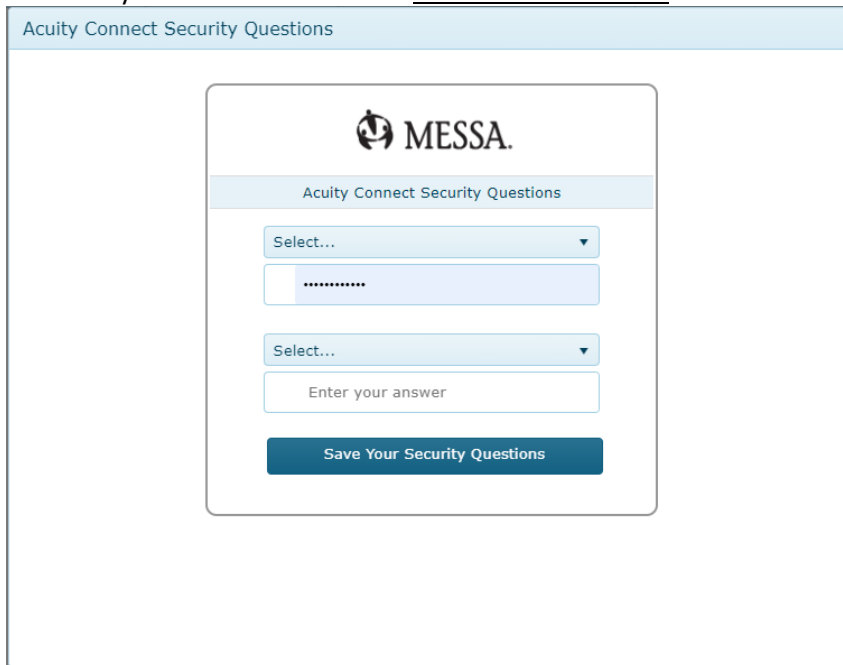 Acuity Connect Security Questions
MESSA.
Acuity Connect Security Questions
Select...
••••••••••••
Select...
Enter your answer
Save Your Security Questions